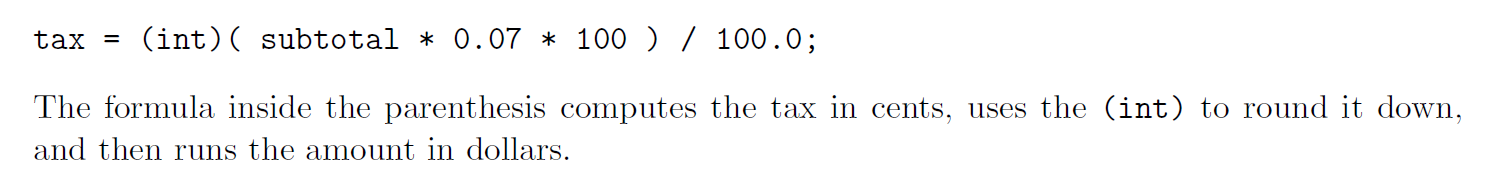 tax = (int)( subtotal * 0.07 * 100 ) / 100.0;
The formula inside the parenthesis computes the tax in cents, uses the (int) to round it down,
and then runs the amount in dollars.